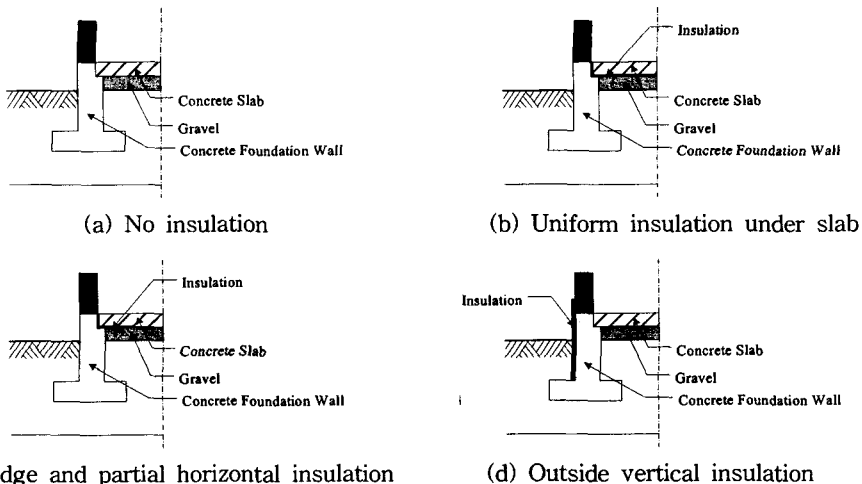 Concrete Slab
Gravel
Concrete Foundation Wall
(a) No insulation
Insulation
Concrete Slab
Gravel
Concrete Foundation Wall
(b) Uniform insulation under slab
Insulation
Concrete Slab
Gravel
Concrete Foundation Wall
dge and partial horizontal insulation
Insulation
Concrete Slab
Gravel
Concrete Foundation Wall
(d) Outside vertical insulation